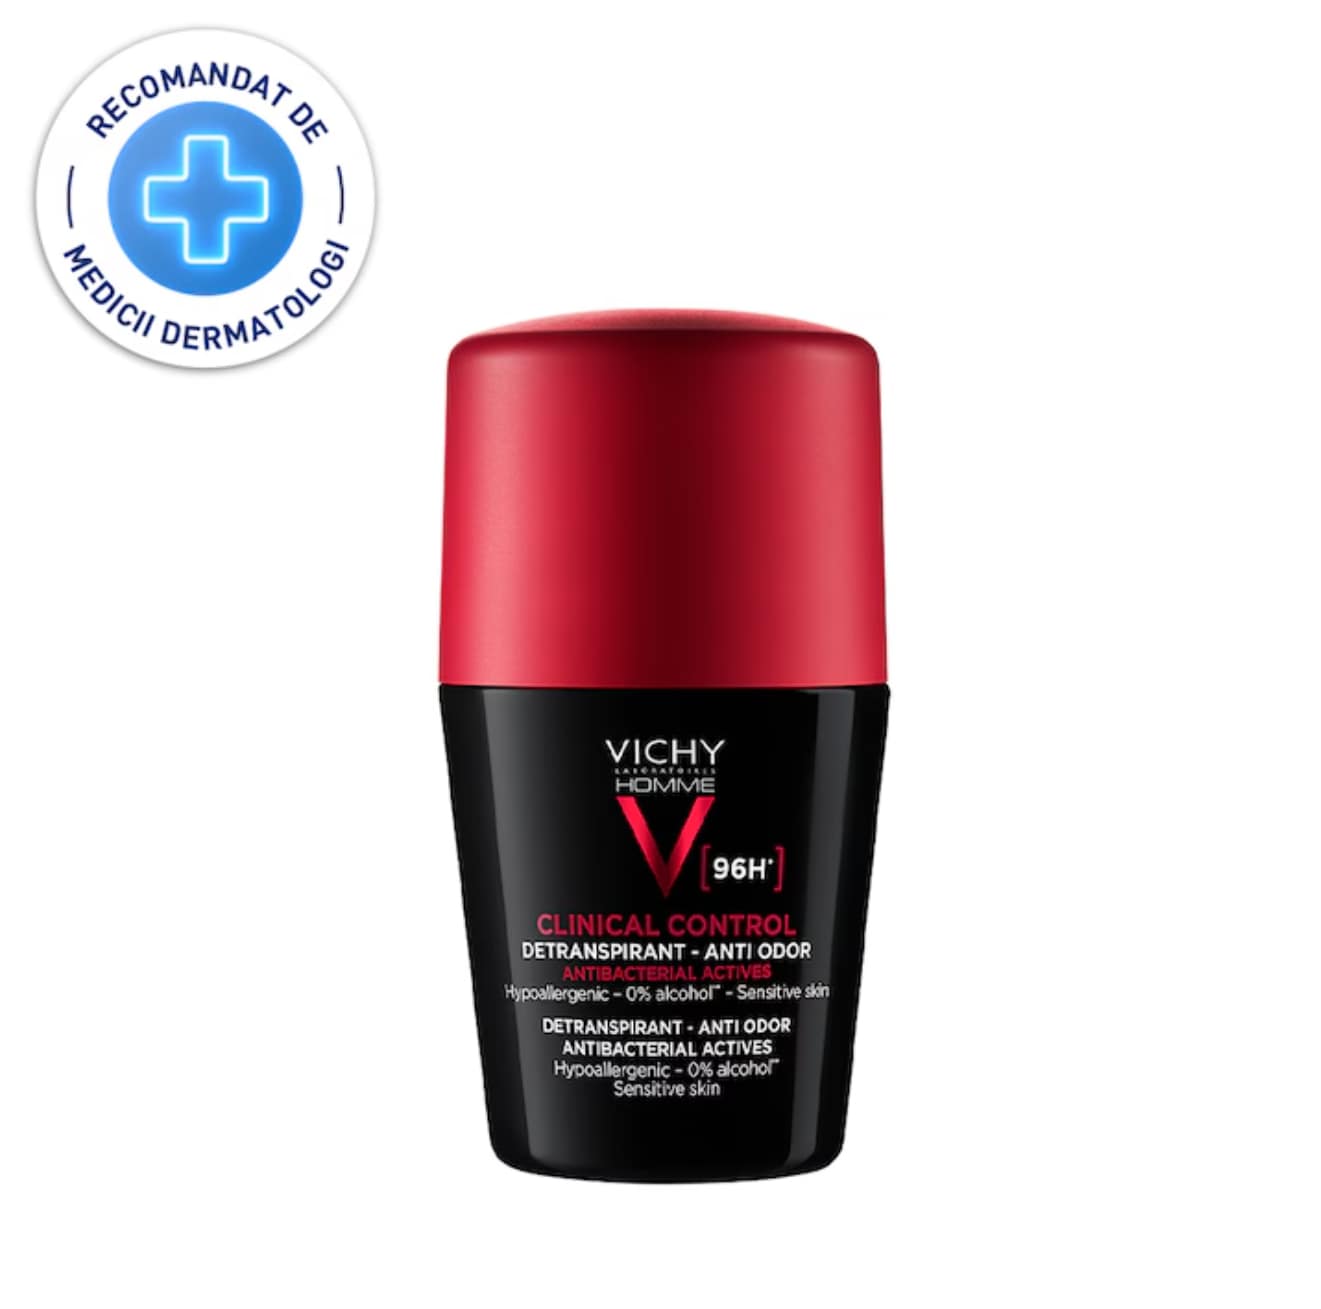 RECOMANDAT DE
MEDICII DERMATOLOGI
VICHY
LABORATOIRES
HOMME
V
[96H*]
CLINICAL CONTROL
DETRANSPIRANT - ANTI ODOR
ANTIBACTERIAL ACTIVES
Hypoallergenic - 0% alcohol** - Sensitive skin
DETRANSPIRANT - ANTI ODOR
ANTIBACTERIAL ACTIVES
Hypoallergenic - 0% alcohol**
Sensitive skin